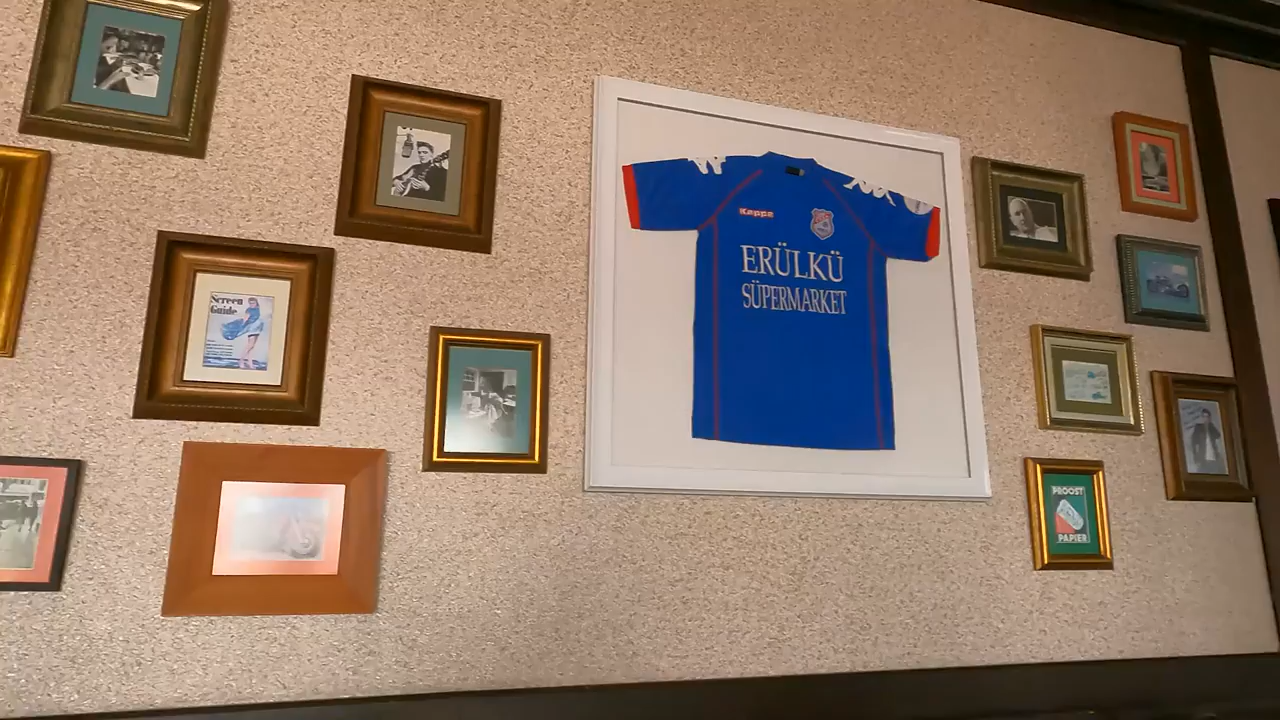 Screen
Guide
Kappa
ERÜLKÜ
SÜPERMARKET
PROOST
PAPIER